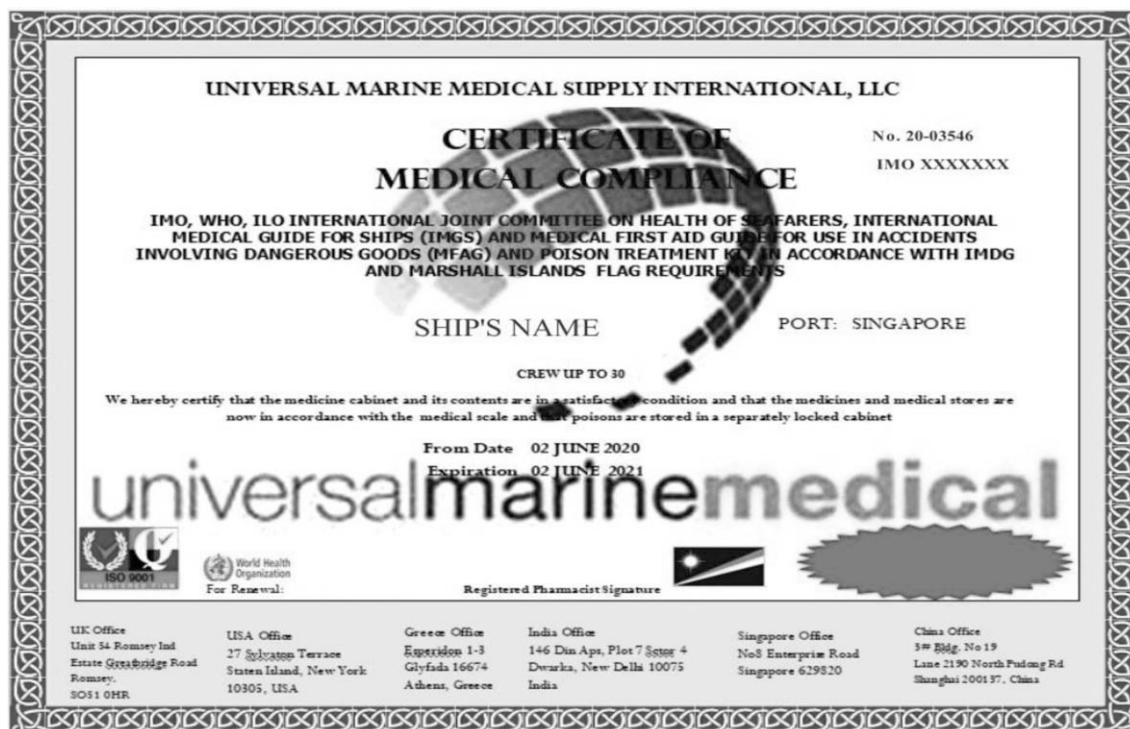 UNIVERSAL MARINE MEDICAL SUPPLY INTERNATIONAL, LLC
CERTIFICATE OF
MEDICAL COMPLIANCE
No. 20-03546
IMO XXXXXXX
IMO, WHO, ILO INTERNATIONAL JOINT COMMITTEE ON HEALTH OF SEAFARERS, INTERNATIONAL
MEDICAL GUIDE FOR SHIPS (IMGS) AND MEDICAL FIRST AID GUIDE FOR USE IN ACCIDENTS
INVOLVING DANGEROUS GOODS (MFAG) AND POISON TREATMENT KIT IN ACCORDANCE WITH IMDG
AND MARSHALL ISLANDS FLAG REQUIREMENTS
SHIP'S NAME
PORT: SINGAPORE
CREW UP TO 30
We hereby certify that the medicine cabinet and its contents are in a satisfactory condition and that the medicines and medical stores are
now in accordance with the medical scale and that poisons are stored in a separately locked cabinet
From Date 02 JUNE 2020
Expiration 02 JUNE 2021
universalmarinemedical
ISO 9001
World Health
Organization
For Renewal:
Registered Pharmacist Signature
UK Office
Unit 54 Romsey Ind
Estate Greatbridge Road
Romsey,
SO51 0HR
USA Office
27 Sylvaton Terrace
Staten Island, New York
10305, USA
Greece Office
Esperidon 1-3
Glyfada 16674
Athens, Greece
India Office
146 Din Aps, Plot 7 Sctor 4
Dwarka, New Delhi 10075
India
Singapore Office
No8 Enterprise Road
Singapore 629820
China Office
3# Bldg. No 19
Lane 2190 North Pudong Rd
Shanghai 200137, China